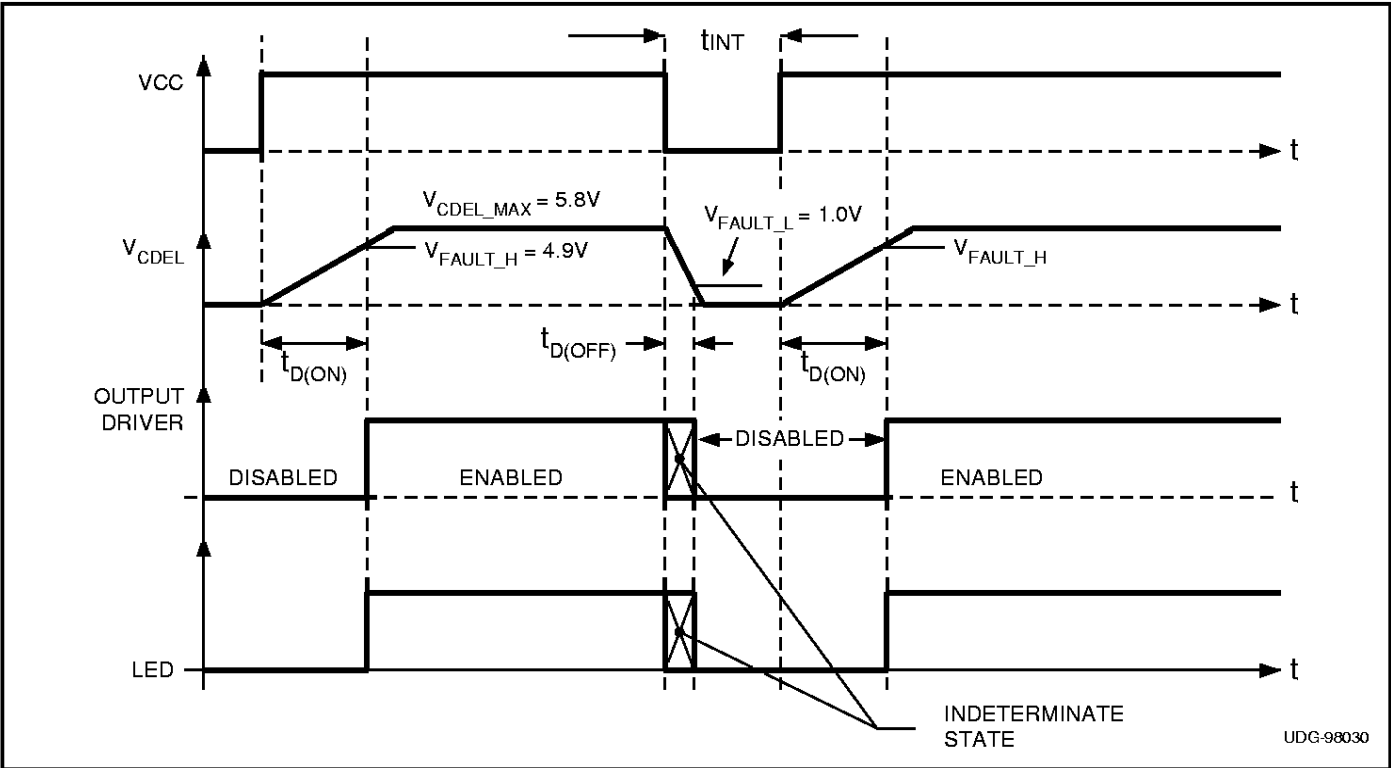 tINT
VCC
t
VCDEL_MAX = 5.8V
VFAULT_L = 1.0V
VCDEL
VFAULT_H = 4.9V
VFAULT_H
t
tD(ON)
tD(OFF)
tD(ON)
OUTPUT
DRIVER
DISABLED
DISABLED
ENABLED
ENABLED
t
LED
t
INDETERMINATE
STATE
UDG-98030